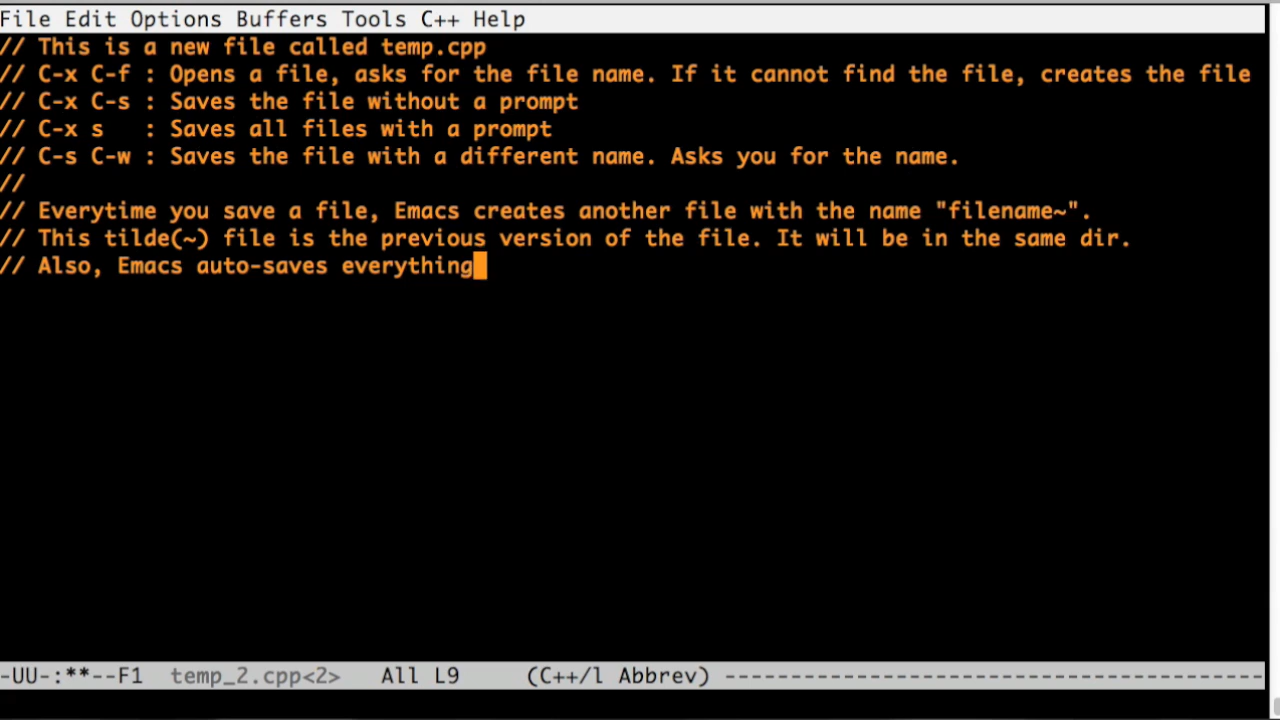 File Edit Options Buffers Tools C++ Help
// This is a new file called temp.cpp
// C-x C-f : Opens a file, asks for the file name. If it cannot find the file, creates the file
// C-x C-s : Saves the file without a prompt
// C-x s   : Saves all files with a prompt
// C-s C-w : Saves the file with a different name. Asks you for the name.
//
// Everytime you save a file, Emacs creates another file with the name "filename~".
// This tilde(~) file is the previous version of the file. It will be in the same dir.
// Also, Emacs auto-saves everything
-UU-:**--F1  temp_2.cpp<2>   All L9     (C++/l Abbrev) -----------------------------------------